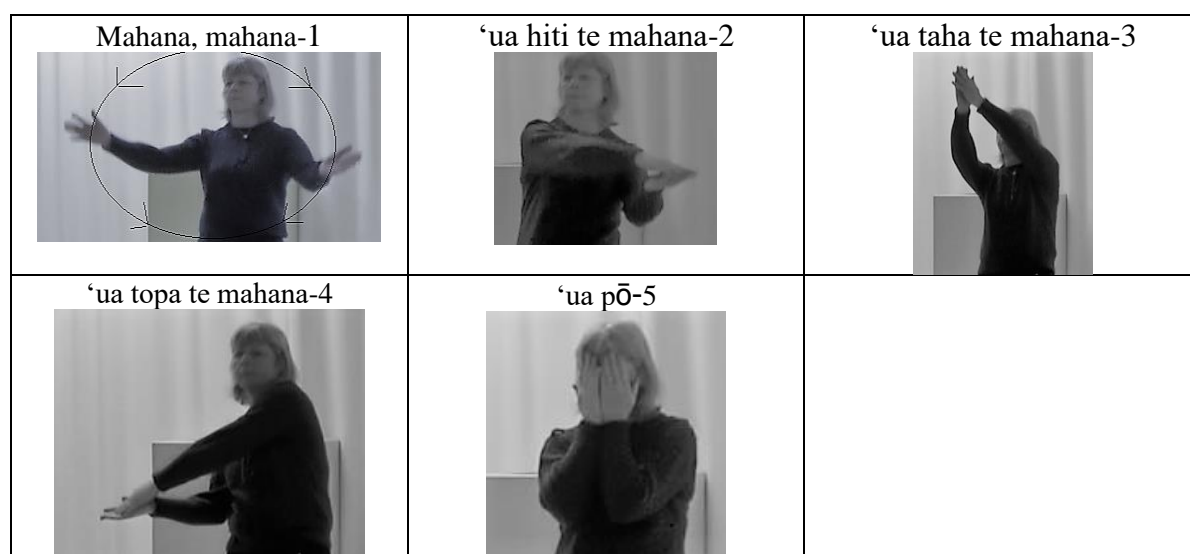 Mahana, mahana-1
‘ua hiti te mahana-2
‘ua taha te mahana-3
‘ua topa te mahana-4
‘ua pō-5